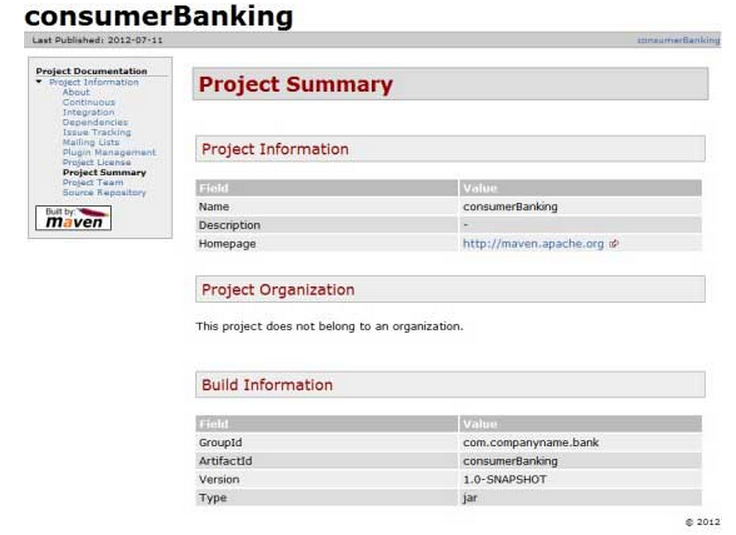 consumerBanking
Last Published: 2012-07-11
consumerBanking
Project Documentation
Project Information
About
Continuous
Integration
Dependencies
Issue Tracking
Mailing Lists
Plugin Management
Project License
Project Summary
Project Team
Source Repository
Built by:
maven
Project Summary
Project Information
Field Value
Name consumerBanking
Description -
Homepage http://maven.apache.org
Project Organization
This project does not belong to an organization.
Build Information
Field Value
GroupId com.companyname.bank
ArtifactId consumerBanking
Version 1.0-SNAPSHOT
Type jar
© 2012